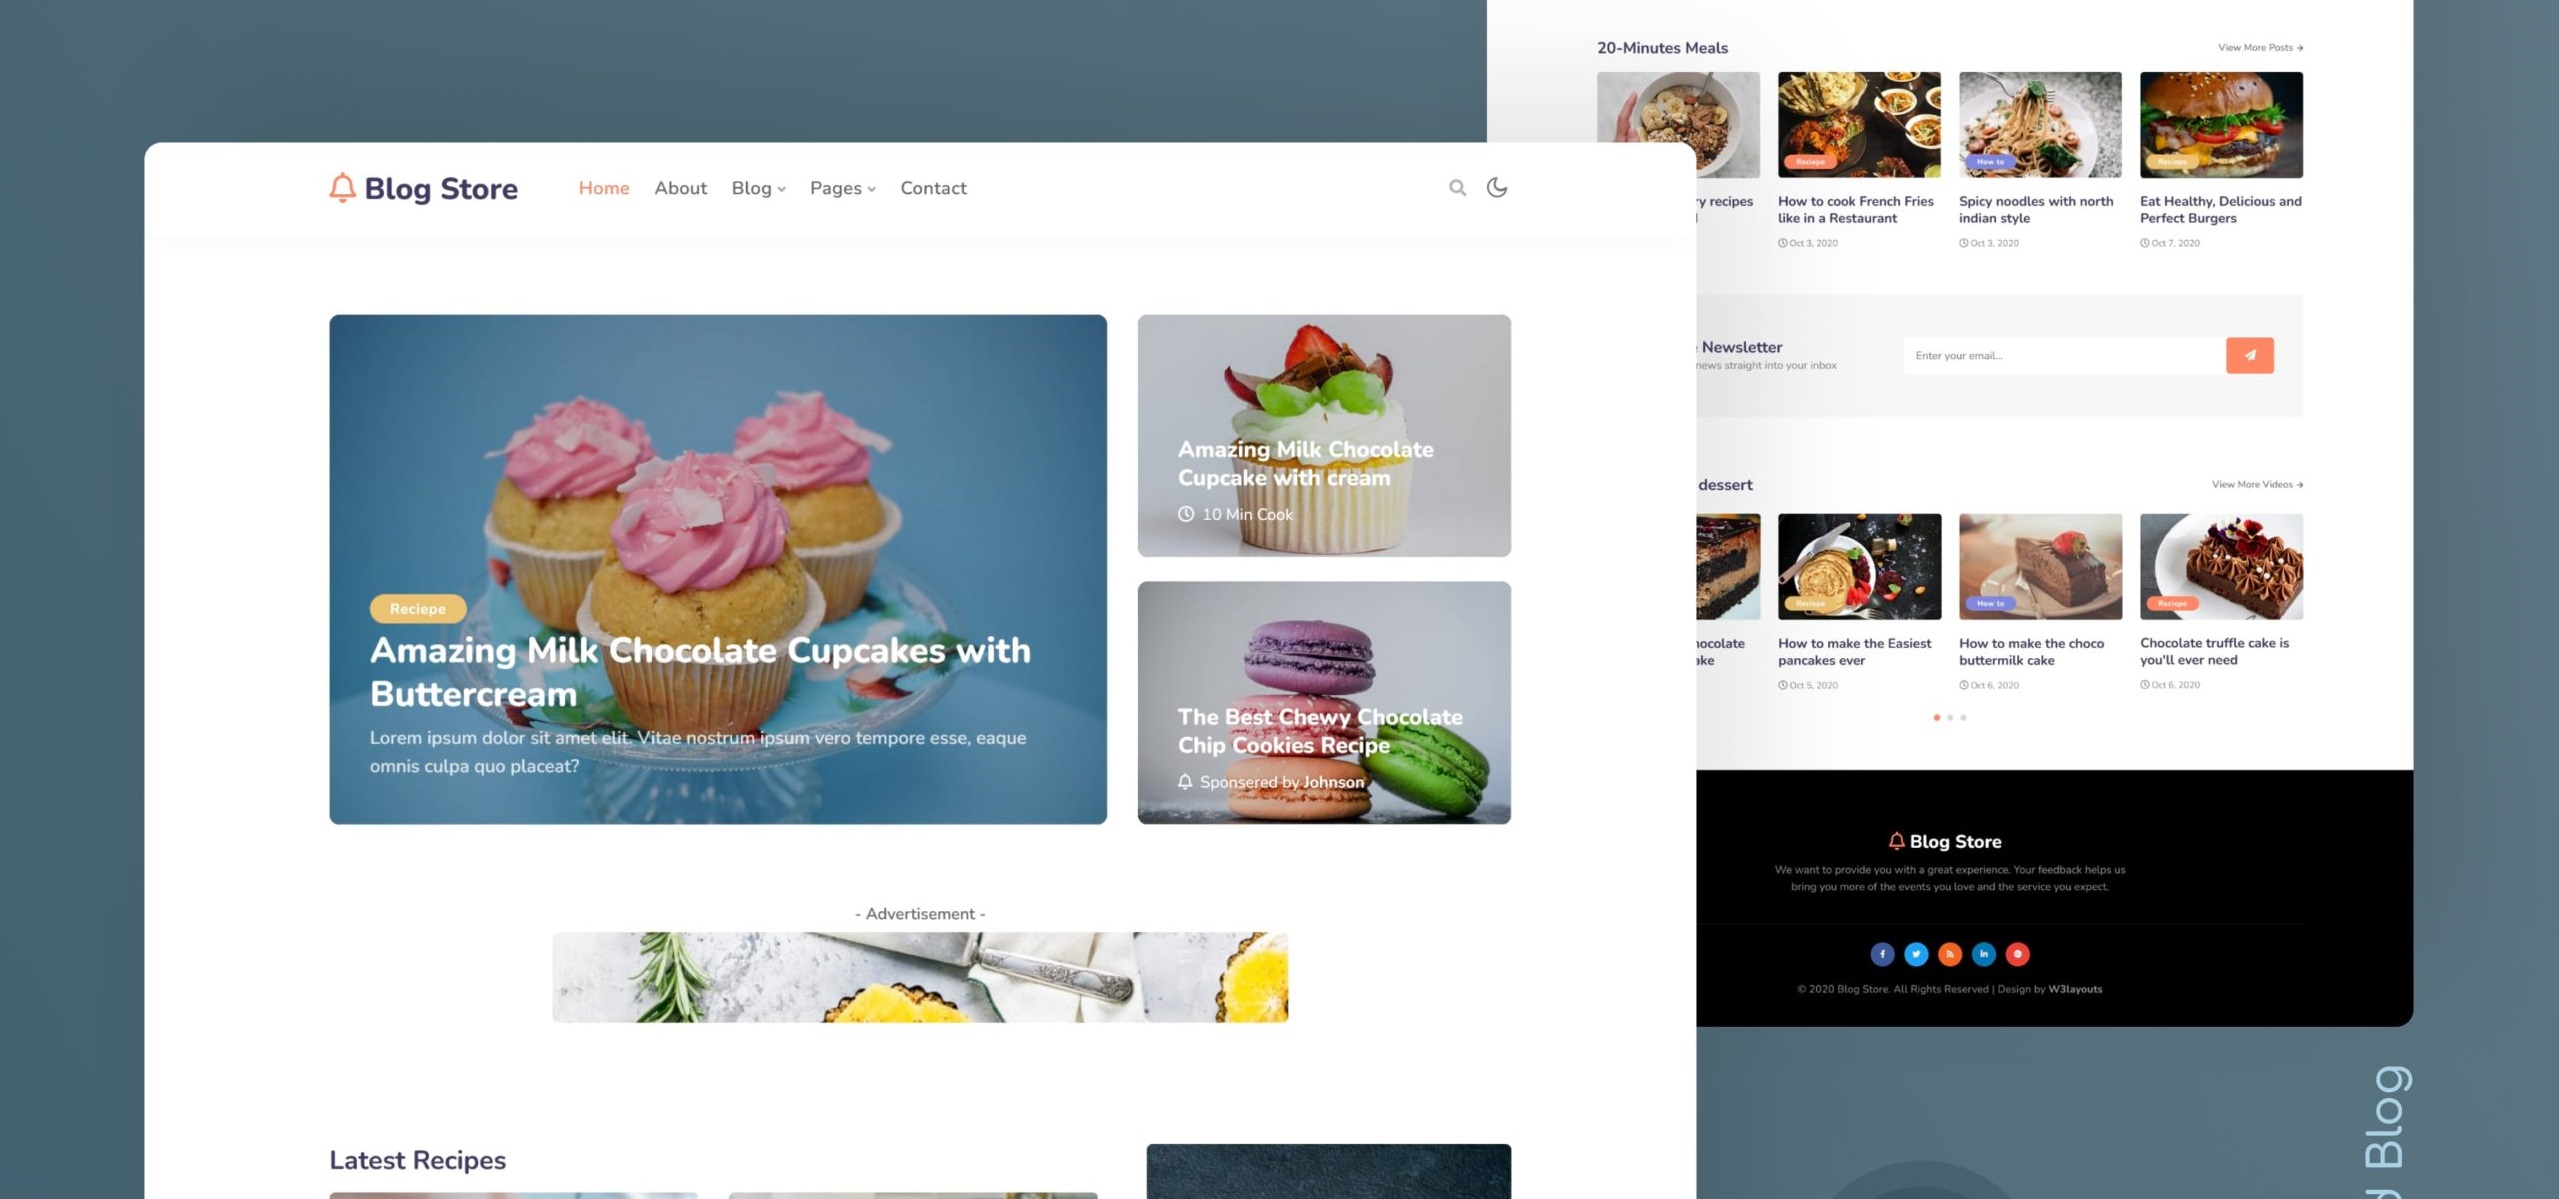 Blog Store
Home
About
Blog
Pages
Contact
Reciepe
Amazing Milk Chocolate Cupcakes with
Buttercream
Lorem ipsum dolor sit amet elit. Vitae nostrum ipsum vero tempore esse, eaque
omnis culpa quo placeat?
Amazing Milk Chocolate
Cupcake with cream
10 Min Cook
The Best Chewy Chocolate
Chip Cookies Recipe
Sponsered by Johnson
- Advertisement -
Latest Recipes
20-Minutes Meals
View More Posts →
recipes
Reciepe
How to cook French Fries
like in a Restaurant
Oct 3, 2020
How to
Spicy noodles with north
indian style
Oct 3, 2020
Reciepe
Eat Healthy, Delicious and
Perfect Burgers
Oct 7, 2020
Newsletter
news straight into your inbox
Enter your email...
dessert
View More Videos →
Reciepe
How to make the Easiest
pancakes ever
Oct 5, 2020
How to
How to make the choco
buttermilk cake
Oct 6, 2020
Reciepe
Chocolate truffle cake is
you'll ever need
Oct 6, 2020
Blog Store
We want to provide you with a great experience. Your feedback helps us
bring you more of the events you love and the service you expect.
© 2020 Blog Store. All Rights Reserved | Design by W3layouts
Blog